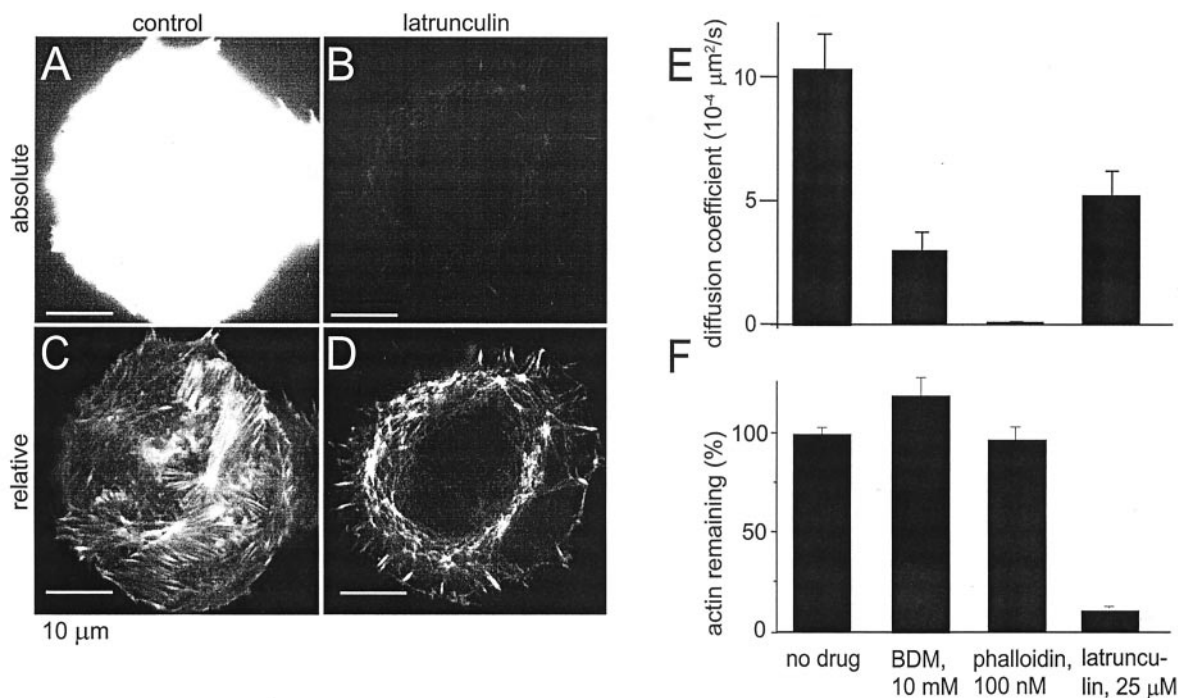 control
latrunculin
A
B
absolute
C
D
relative
10 μm
E
diffusion coefficient (10⁻⁴ μm²/s)
10
5
0
F
actin remaining (%)
100
50
0
no drug
BDM,
10 mM
phalloidin,
100 nM
latruncu-
lin, 25 μM